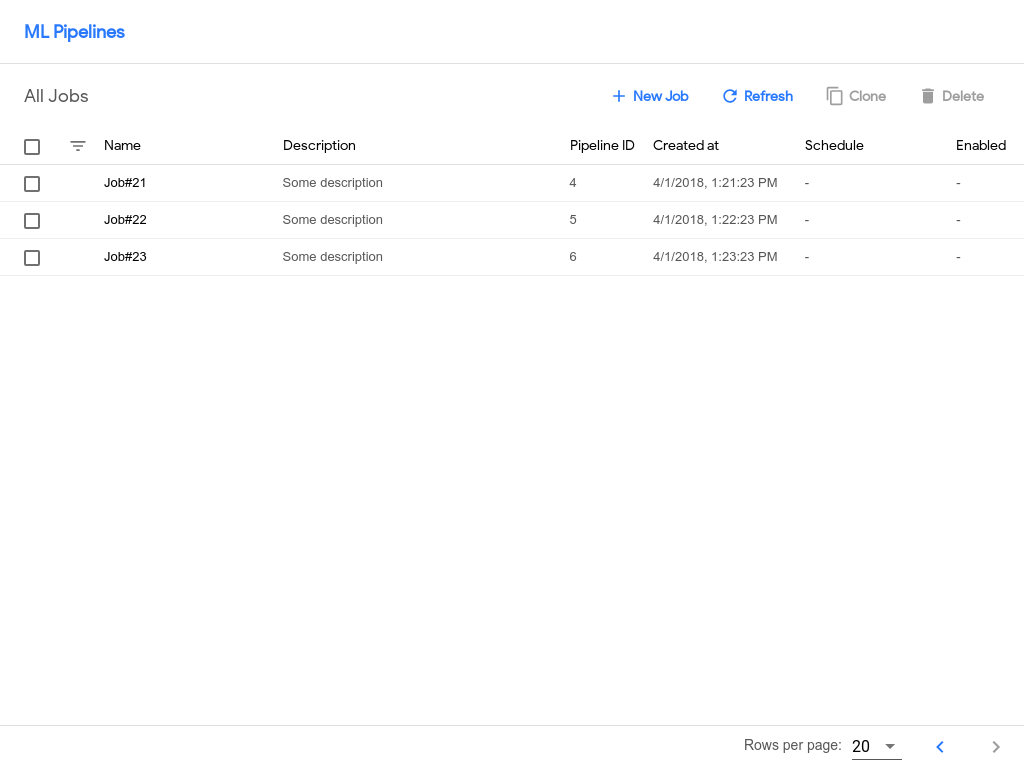 ML Pipelines
All Jobs
New Job
Refresh
Clone
Delete
Name Description Pipeline ID Created at Schedule Enabled
Job#21 Some description 4 4/1/2018, 1:21:23 PM - -
Job#22 Some description 5 4/1/2018, 1:22:23 PM - -
Job#23 Some description 6 4/1/2018, 1:23:23 PM - -
Rows per page: 20